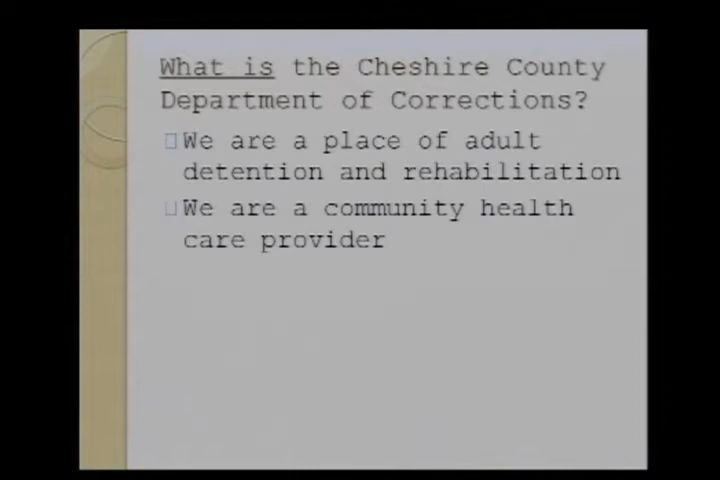 What is the Cheshire County
Department of Corrections?
We are a place of adult
detention and rehabilitation
We are a community health
care provider